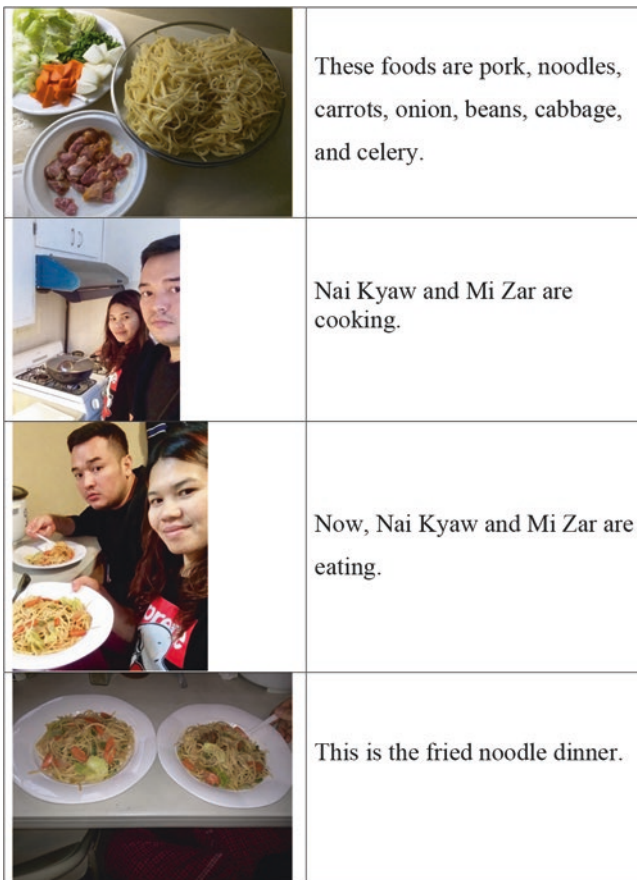 These foods are pork, noodles,
carrots, onion, beans, cabbage,
and celery.
Nai Kyaw and Mi Zar are
cooking.
Now, Nai Kyaw and Mi Zar are
eating.
This is the fried noodle dinner.